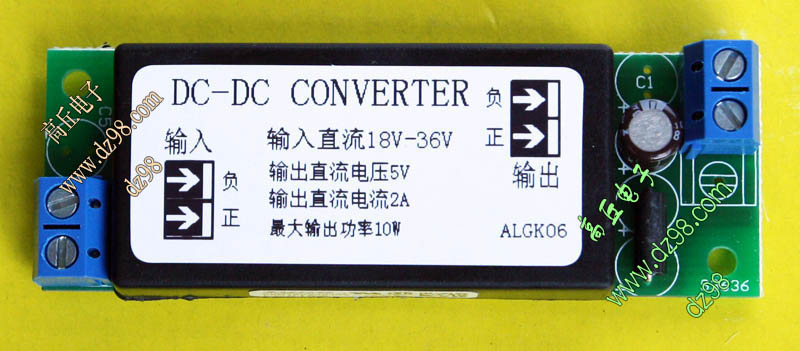 DC-DC CONVERTER
输入
负
正
输入直流18V-36V
输出直流电压5V
输出直流电流2A
最大输出功率10W
负
正
输出
ALGK06
C1
高丘电子
www.dz98.com
dz98
高丘电子
www.dz98.com
dz98